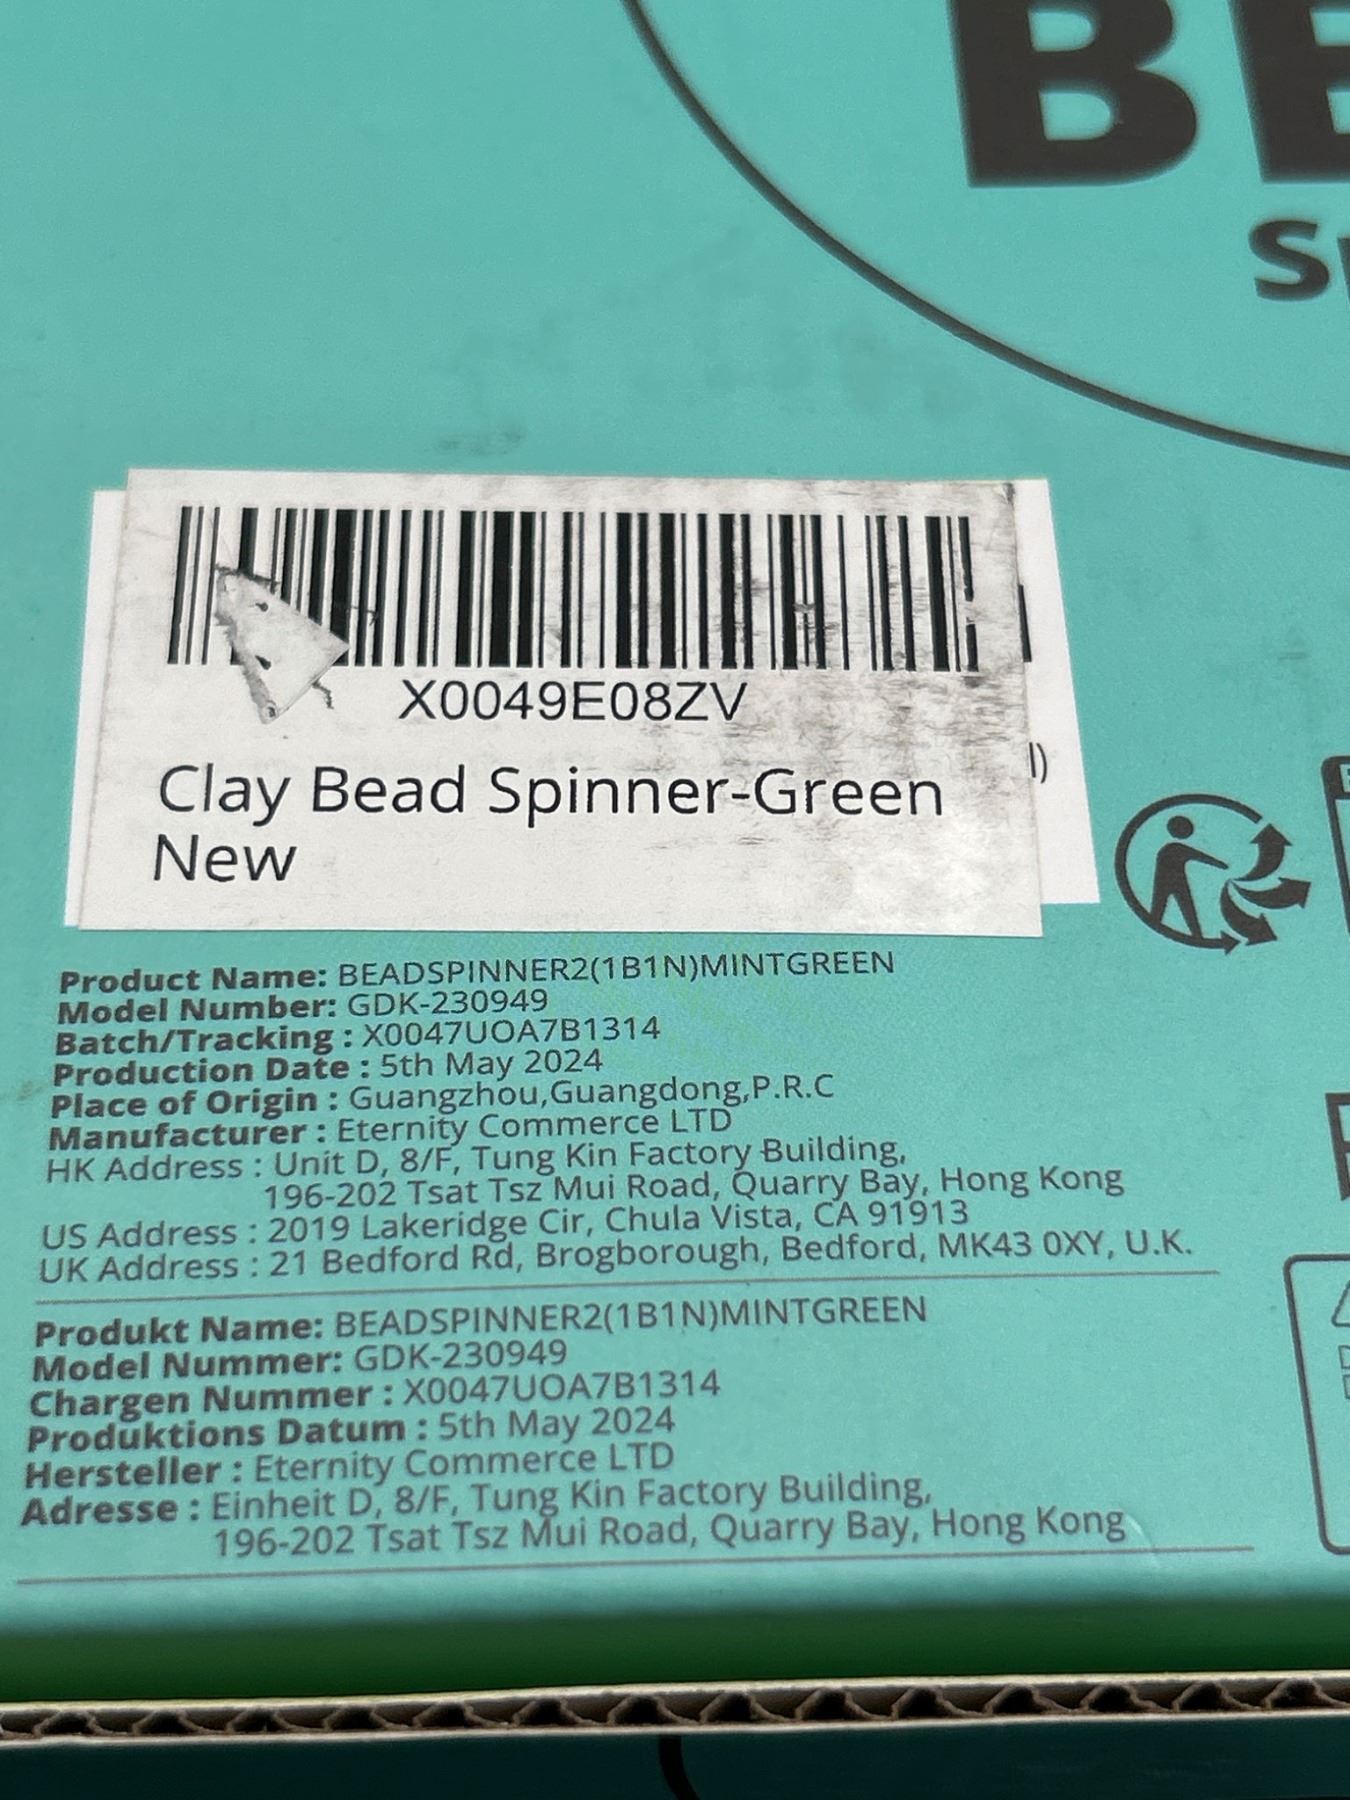 BE
S
X0049E08ZV
l)
Clay Bead Spinner-Green
New
Product Name: BEADSPINNER2(1B1N)MINTGREEN
Model Number: GDK-230949
Batch/Tracking : X0047UOA7B1314
Production Date : 5th May 2024
Place of Origin : Guangzhou,Guangdong,P.R.C
Manufacturer : Eternity Commerce LTD
HK Address : Unit D, 8/F, Tung Kin Factory Building,
196-202 Tsat Tsz Mui Road, Quarry Bay, Hong Kong
US Address : 2019 Lakeridge Cir, Chula Vista, CA 91913
UK Address : 21 Bedford Rd, Brogborough, Bedford, MK43 0XY, U.K.
Produkt Name: BEADSPINNER2(1B1N)MINTGREEN
Model Nummer: GDK-230949
Chargen Nummer : X0047UOA7B1314
Produktions Datum : 5th May 2024
Hersteller : Eternity Commerce LTD
Adresse : Einheit D, 8/F, Tung Kin Factory Building,
196-202 Tsat Tsz Mui Road, Quarry Bay, Hong Kong